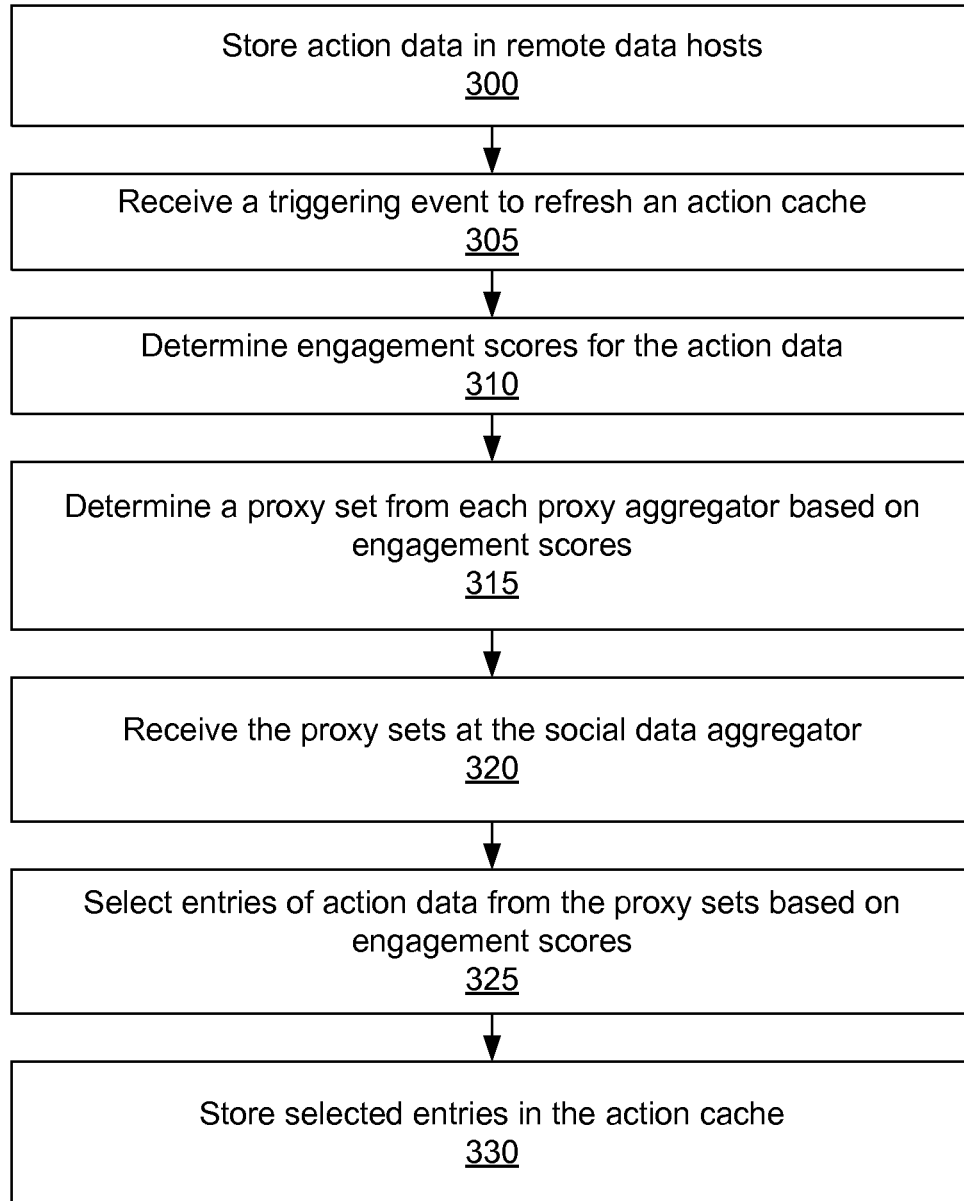 Store action data in remote data hosts
300
Receive a triggering event to refresh an action cache
305
Determine engagement scores for the action data
310
Determine a proxy set from each proxy aggregator based on
engagement scores
315
Receive the proxy sets at the social data aggregator
320
Select entries of action data from the proxy sets based on
engagement scores
325
Store selected entries in the action cache
330